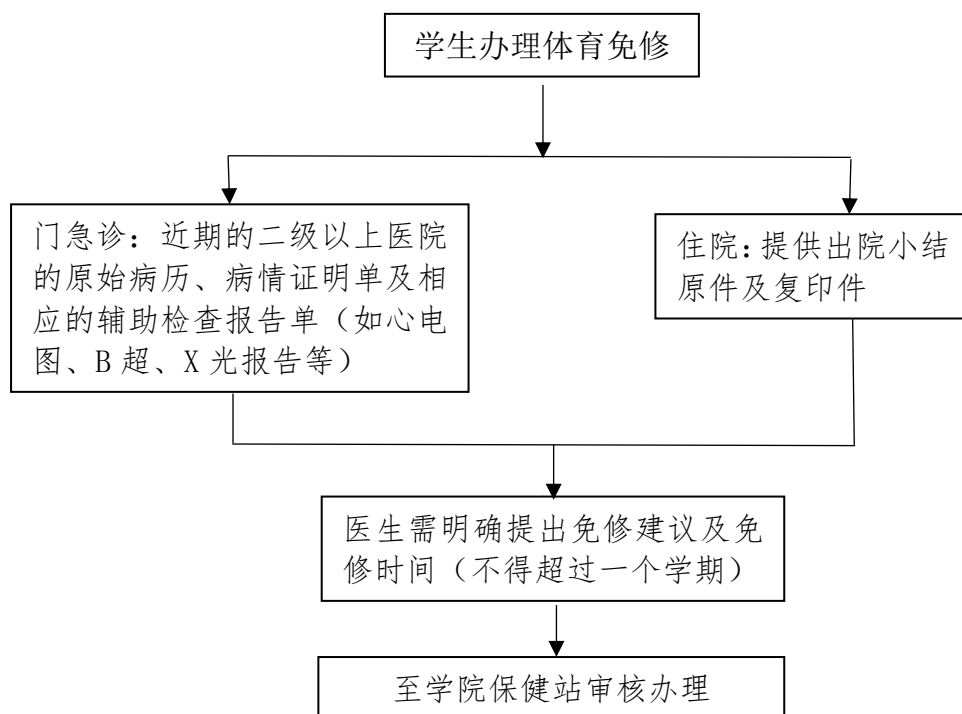 学生办理体育免修
门急诊：近期的二级以上医院
的原始病历、病情证明单及相
应的辅助检查报告单（如心电
图、B 超、X 光报告等）
住院：提供出院小结
原件及复印件
医生需明确提出免修建议及免
修时间（不得超过一个学期）
至学院保健站审核办理